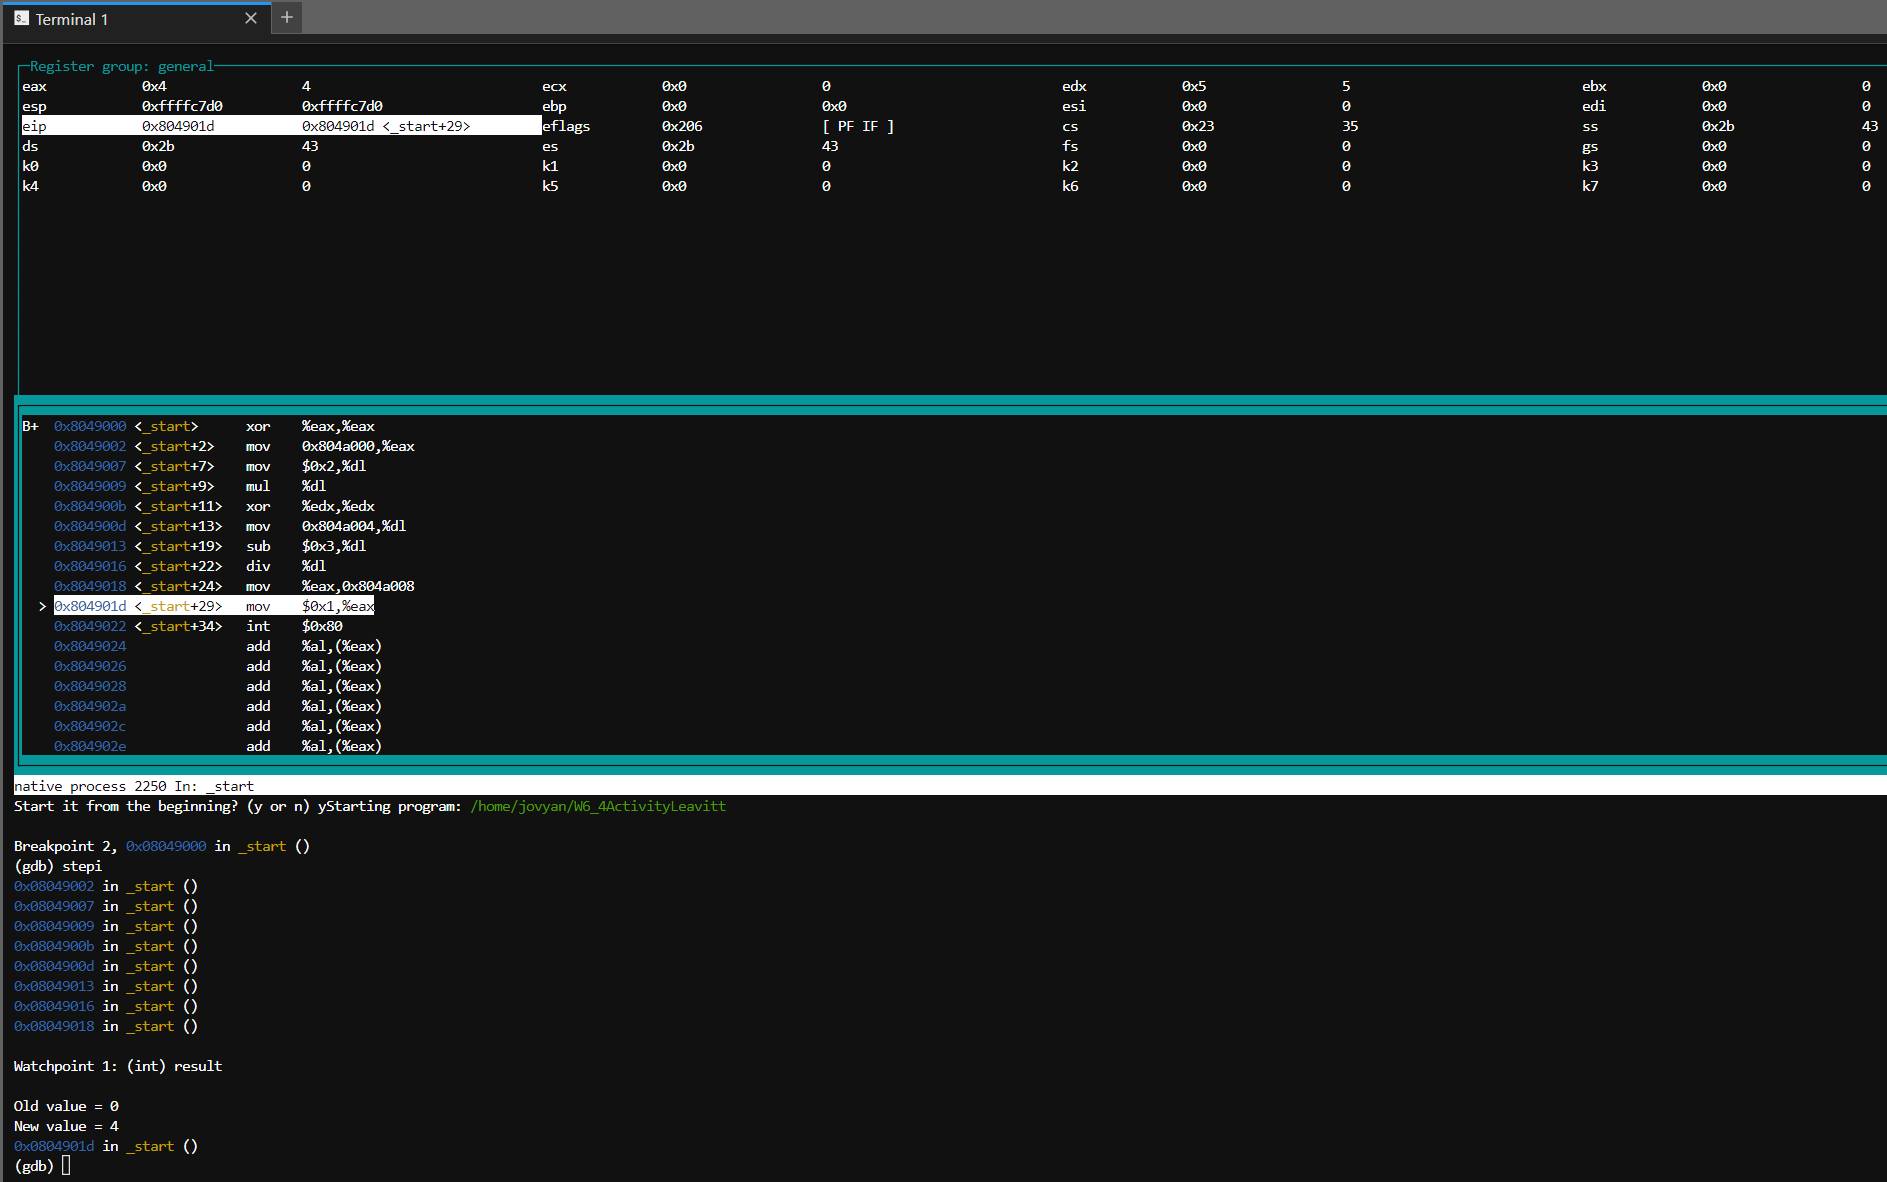 Terminal 1
Register group: general
eax 0x4 4 ecx 0x0 0 edx 0x5 5 ebx 0x0 0
esp 0xffffc7d0 0xffffc7d0 ebp 0x0 0x0 esi 0x0 0 edi 0x0 0
eip 0x804901d 0x804901d <_start+29> eflags 0x206 [ PF IF ] cs 0x23 35 ss 0x2b 43
ds 0x2b 43 es 0x2b 43 fs 0x0 0 gs 0x0 0
k0 0x0 0 k1 0x0 0 k2 0x0 0 k3 0x0 0
k4 0x0 0 k5 0x0 0 k6 0x0 0 k7 0x0 0
B+ 0x8049000 <_start> xor %eax,%eax
0x8049002 <_start+2> mov 0x804a000,%eax
0x8049007 <_start+7> mov $0x2,%dl
0x8049009 <_start+9> mul %dl
0x804900b <_start+11> xor %edx,%edx
0x804900d <_start+13> mov 0x804a004,%dl
0x8049013 <_start+19> sub $0x3,%dl
0x8049016 <_start+22> div %dl
0x8049018 <_start+24> mov %eax,0x804a008
> 0x804901d <_start+29> mov $0x1,%eax
0x8049022 <_start+34> int $0x80
0x8049024 add %al,(%eax)
0x8049026 add %al,(%eax)
0x8049028 add %al,(%eax)
0x804902a add %al,(%eax)
0x804902c add %al,(%eax)
0x804902e add %al,(%eax)
native process 2250 In: _start
Start it from the beginning? (y or n) yStarting program: /home/jovyan/W6_4ActivityLeavitt
Breakpoint 2, 0x08049000 in _start ()
(gdb) stepi
0x08049002 in _start ()
0x08049007 in _start ()
0x08049009 in _start ()
0x0804900b in _start ()
0x0804900d in _start ()
0x08049013 in _start ()
0x08049016 in _start ()
0x08049018 in _start ()
Watchpoint 1: (int) result
Old value = 0
New value = 4
0x0804901d in _start ()
(gdb)